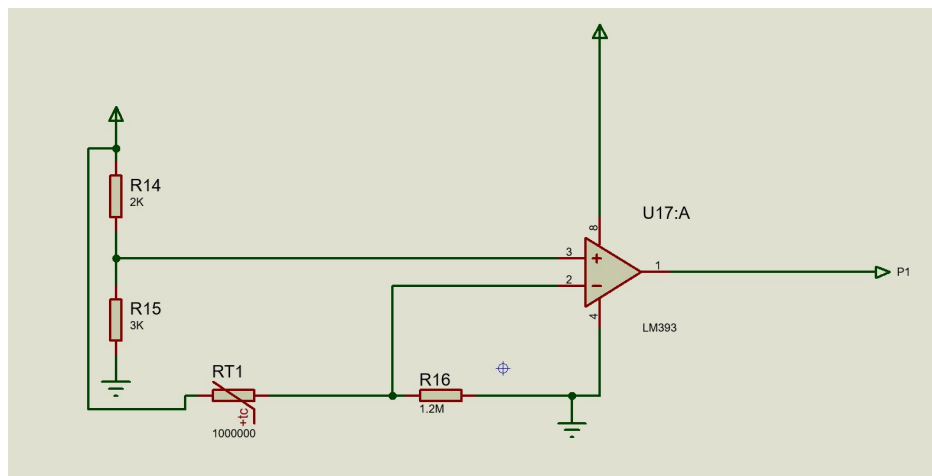 R14
2K
R15
3K
RT1
+tc
1000000
R16
1.2M
U17:A
8
3
+
2
−
1
4
LM393
P1